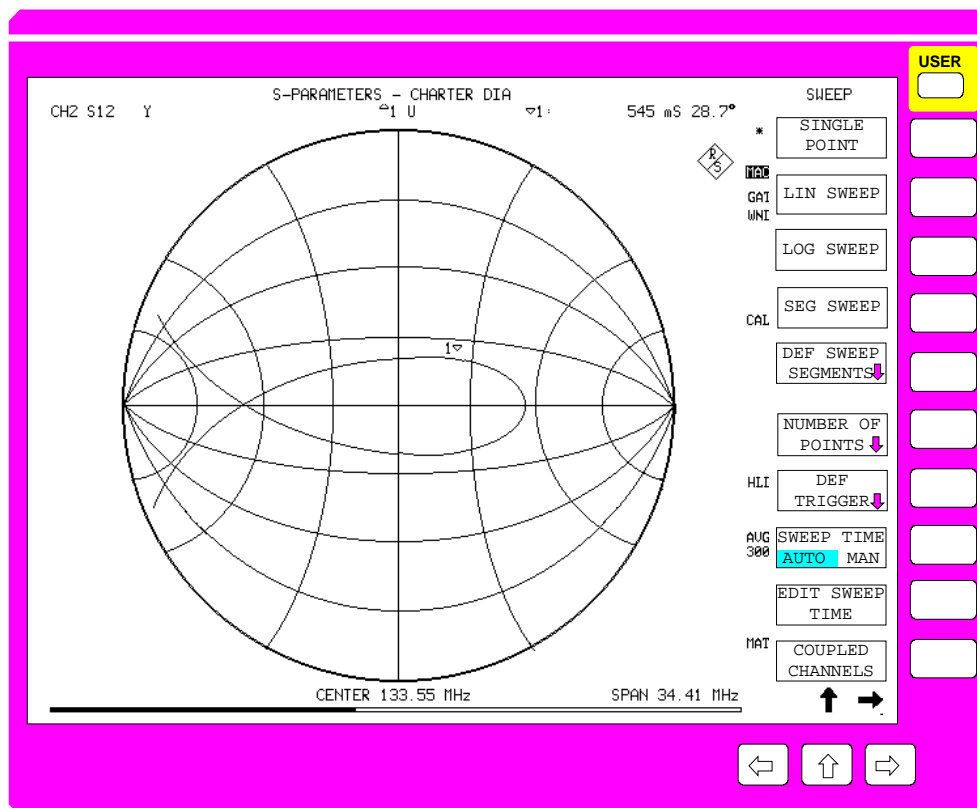 USER
S-PARAMETERS - CHARTER DIA
SWEEP
CH2 S12 Y
1 U
1:
545 mS 28.7°
*
SINGLE
POINT
R
S
MAG
GAT
WNI
LIN SWEEP
LOG SWEEP
SEG SWEEP
CAL
1
DEF SWEEP
SEGMENTS
NUMBER OF
POINTS
HLI
DEF
TRIGGER
AVG
300
SWEEP TIME
AUTO MAN
EDIT SWEEP
TIME
MAT
COUPLED
CHANNELS
CENTER 133.55 MHz
SPAN 34.41 MHz